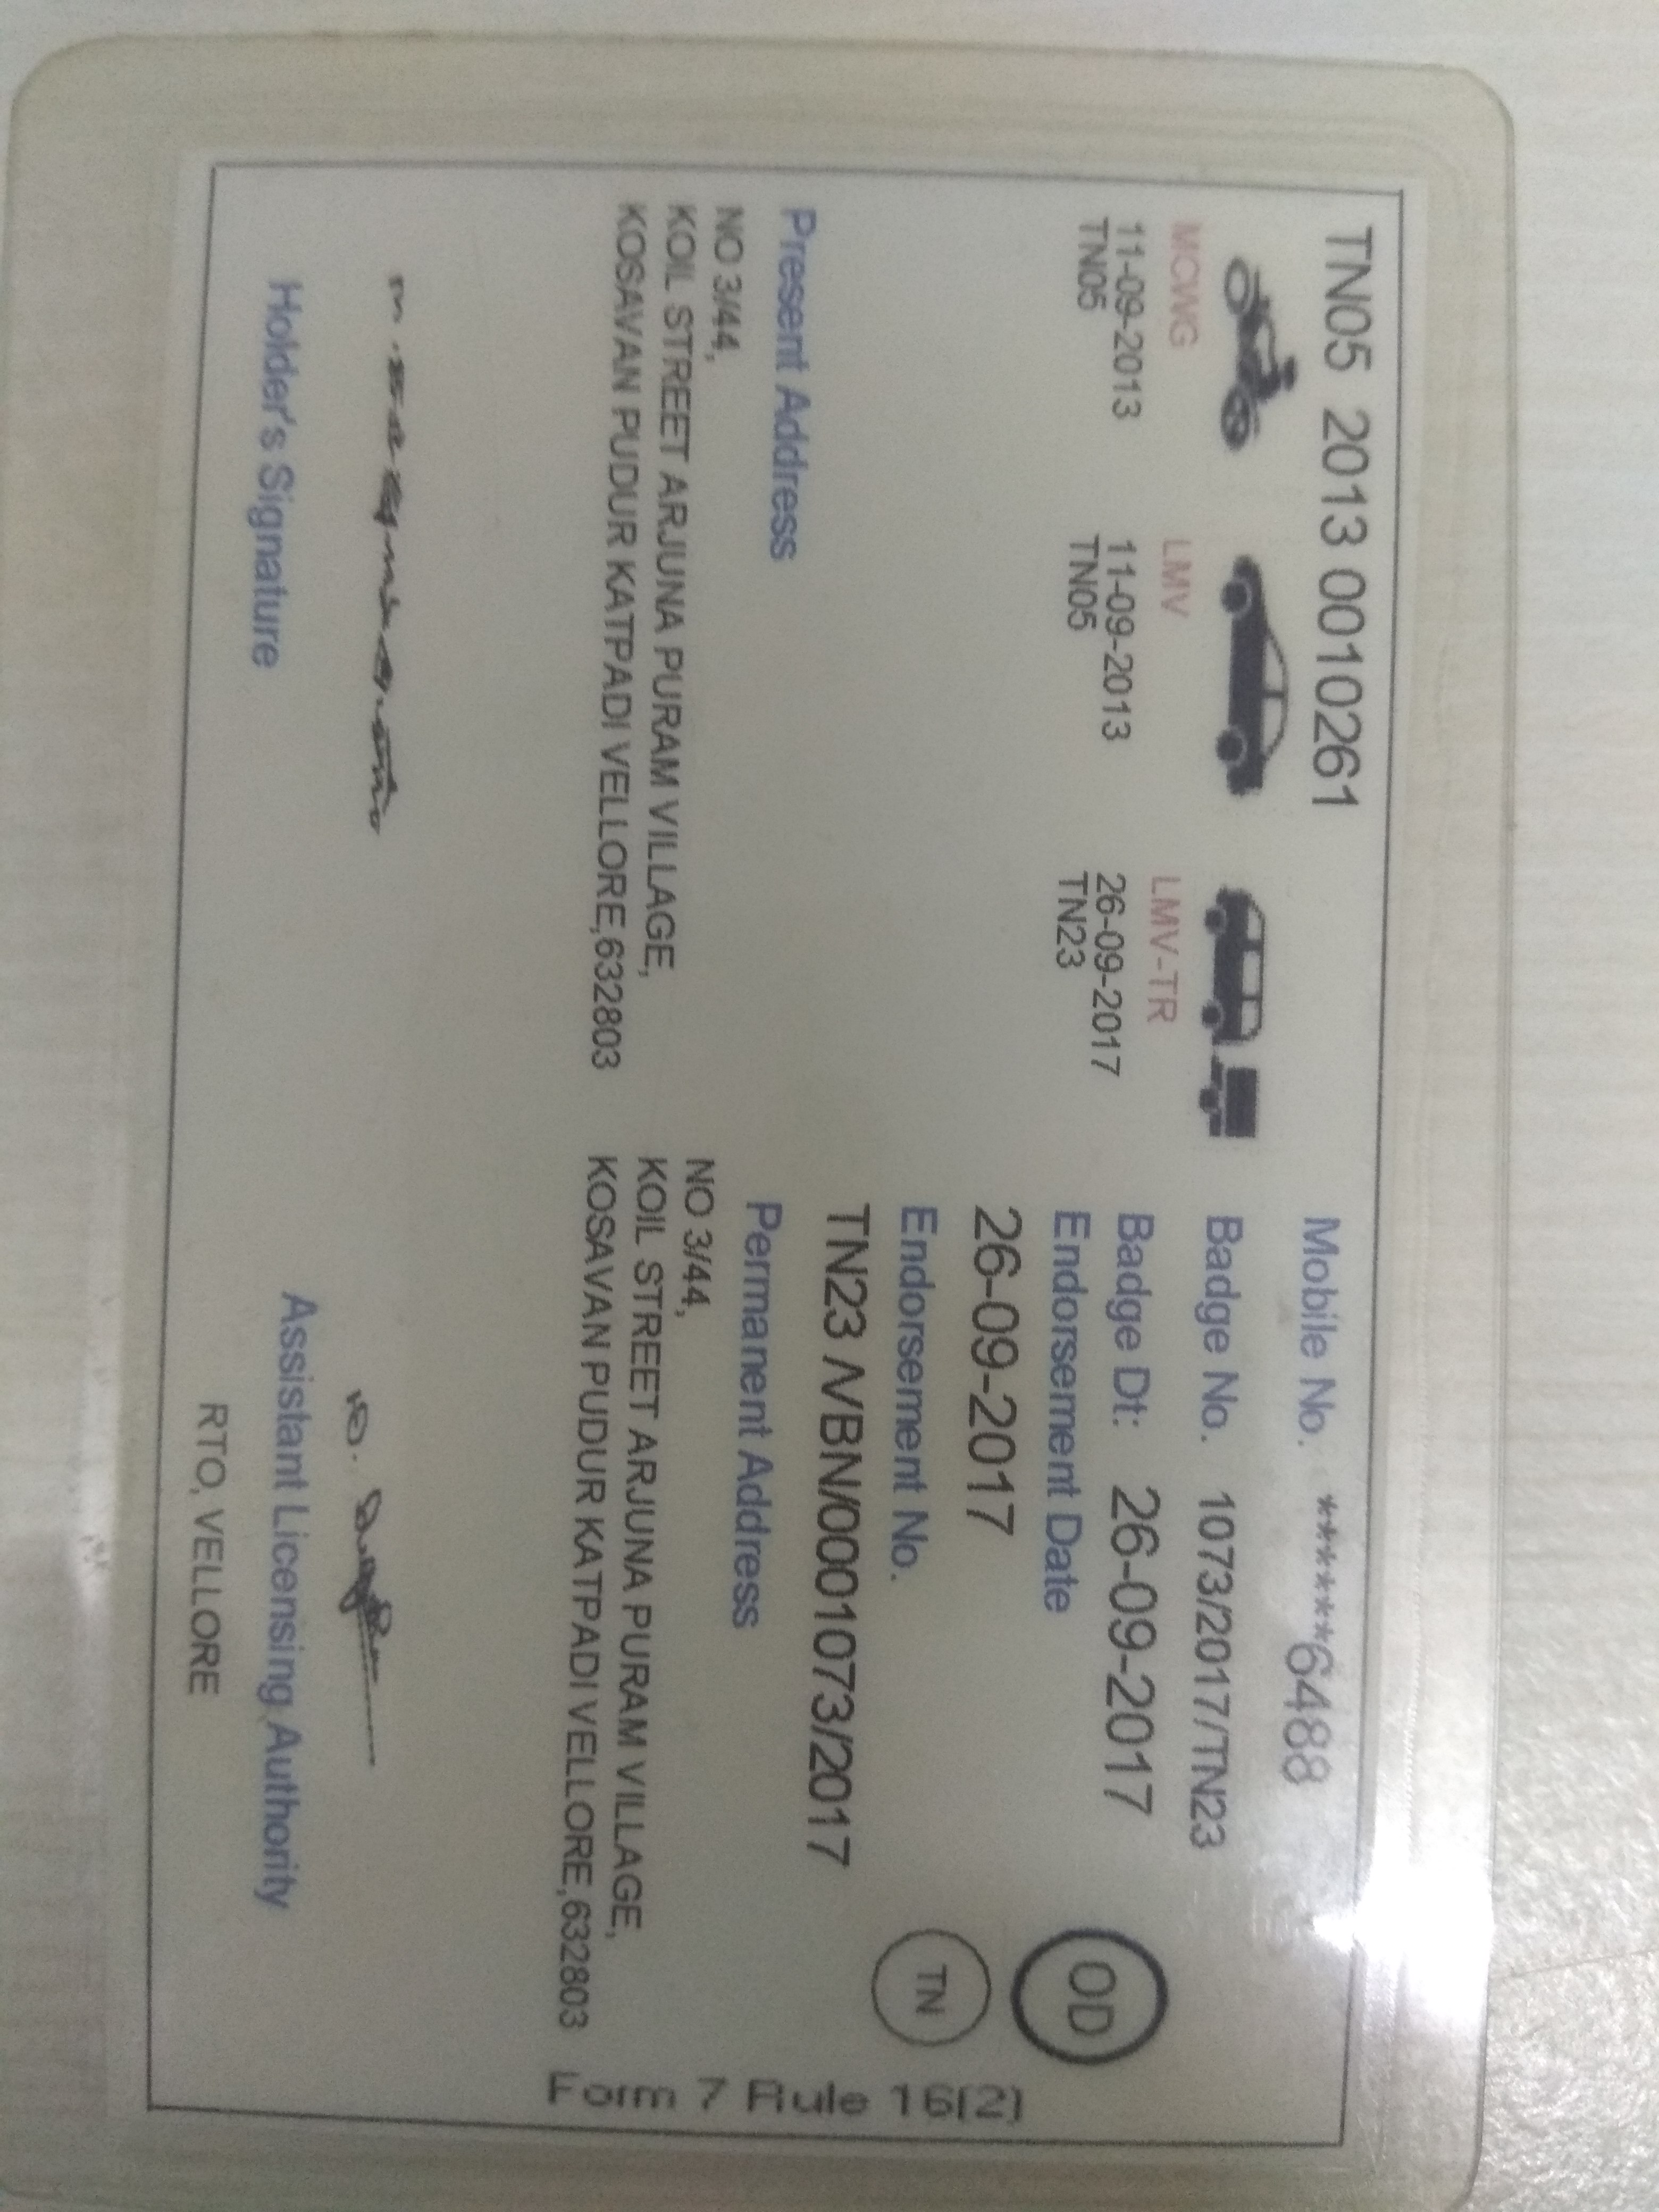 TN05 2013 0010261
Mobile No. ******6488
MCWG
11-09-2013
TN05
LMV
11-09-2013
TN05
LMV-TR
26-09-2017
TN23
Badge No. 1073/2017/TN23
Badge Dt: 26-09-2017
Endorsement Date
26-09-2017
Endorsement No.
TN23 /VBN/0001073/2017
OD
TN
Present Address
NO 3/44,
KOIL STREET ARJUNA PURAM VILLAGE,
KOSAVAN PUDUR KATPADI VELLORE,632803
Permanent Address
NO 3/44,
KOIL STREET ARJUNA PURAM VILLAGE,
KOSAVAN PUDUR KATPADI VELLORE,632803
Holder's Signature
Assistant Licensing Authority
RTO, VELLORE
16(2)